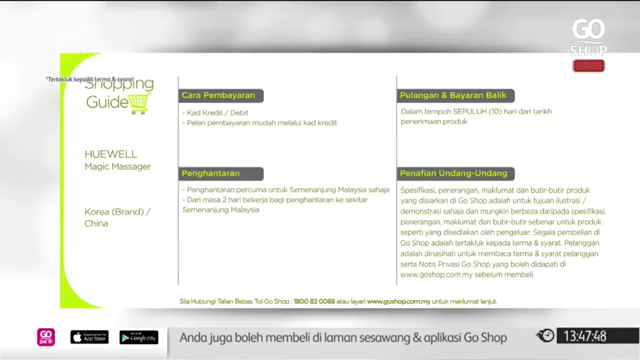 GO
SHOP
*Tertakluk kepada terma & syarat
Shopping
Guide
HUEWELL
Magic Massager
Korea (Brand) /
China
Cara Pembayaran
- Kad Kredit / Debit
- Pelan pembayaran mudah melalui kad kredit
Penghantaran
- Penghantaran percuma untuk Semenanjung Malaysia sahaja
- Dari masa 2 hari bekerja bagi penghantaran ke sekitar
Semenanjung Malaysia
Pulangan & Bayaran Balik
Dalam tempoh SEPULUH (10) hari dari tarikh
penerimaan produk
Penafian Undang-Undang
Spesifikasi, penerangan, maklumat dan butir-butir produk
yang disiarkan di Go Shop adalah untuk tujuan ilustrasi /
demonstrasi sahaja dan mungkin berbeza daripada spesifikasi,
penerangan, maklumat dan butir-butir sebenar untuk produk
seperti yang disediakan oleh pengeluar. Segala pembelian di
Go Shop adalah tertakluk kepada terma & syarat. Pelanggan
adalah dinasihati untuk membaca terma & syarat pelanggan
serta Notis Privasi Go Shop yang boleh didapati di
www.goshop.com.my sebelum membeli.
Sila Hubungi Talian Bebas Tol Go Shop : 1800 82 0088 atau layari www.goshop.com.my untuk maklumat lanjut.
GO
SHOP
App Store
Google Play
Anda juga boleh membeli di laman sesawang & aplikasi Go Shop
13:47:48